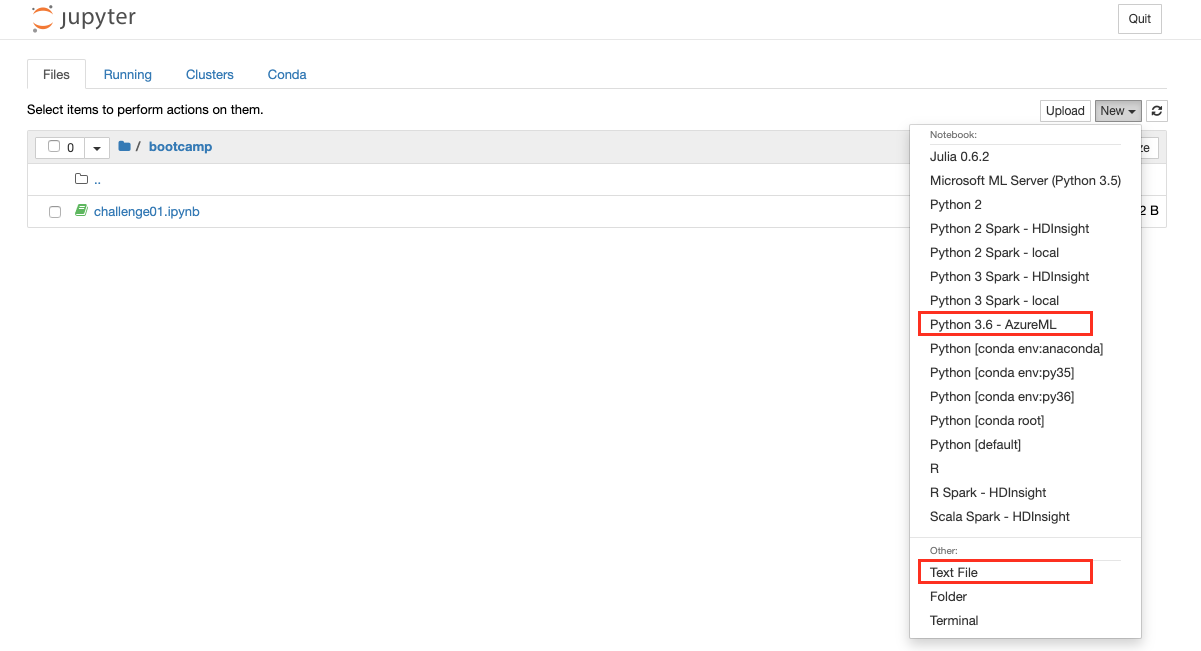 jupyter
Quit
Files Running Clusters Conda
Select items to perform actions on them.
Upload New
0 / bootcamp
..
challenge01.ipynb
2 B
Notebook:
Julia 0.6.2
Microsoft ML Server (Python 3.5)
Python 2
Python 2 Spark - HDInsight
Python 2 Spark - local
Python 3 Spark - HDInsight
Python 3 Spark - local
Python 3.6 - AzureML
Python [conda env:anaconda]
Python [conda env:py35]
Python [conda env:py36]
Python [conda root]
Python [default]
R
R Spark - HDInsight
Scala Spark - HDInsight
Other:
Text File
Folder
Terminal